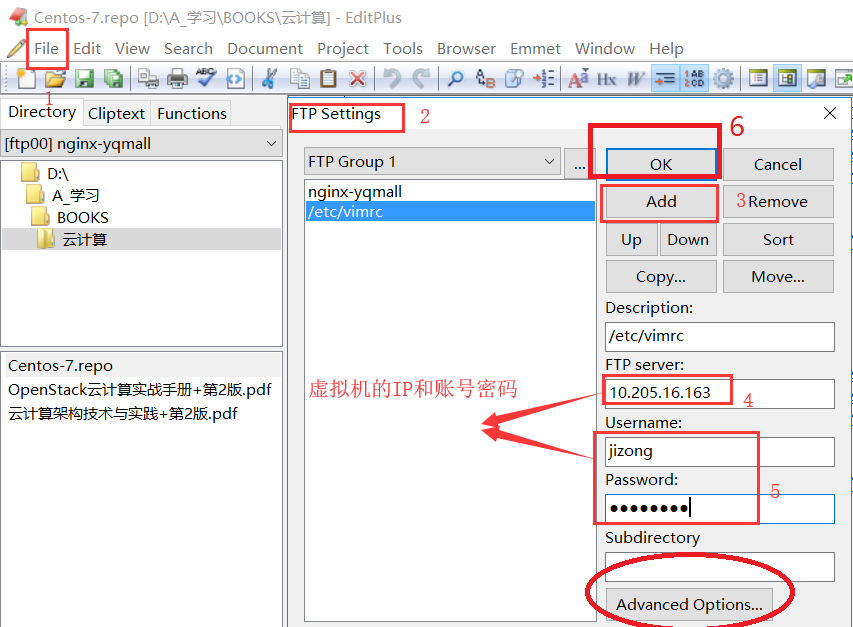 Centos-7.repo [D:\A_学习\BOOKS\云计算] - EditPlus
File Edit View Search Document Project Tools Browser Emmet Window Help
1
Directory Cliptext Functions
[ftp00] nginx-yqmall
D:\
A_学习
BOOKS
云计算
Centos-7.repo
OpenStack云计算实战手册+第2版.pdf
云计算架构技术与实践+第2版.pdf
FTP Settings 2
FTP Group 1 ...
nginx-yqmall
/etc/vimrc
虚拟机的IP和账号密码
OK 6 Cancel
Add 3 Remove
Up Down Sort
Copy... Move...
Description:
/etc/vimrc
FTP server:
10.205.16.163 4
Username:
jizong
Password: 5
●●●●●●●●
Subdirectory
Advanced Options...